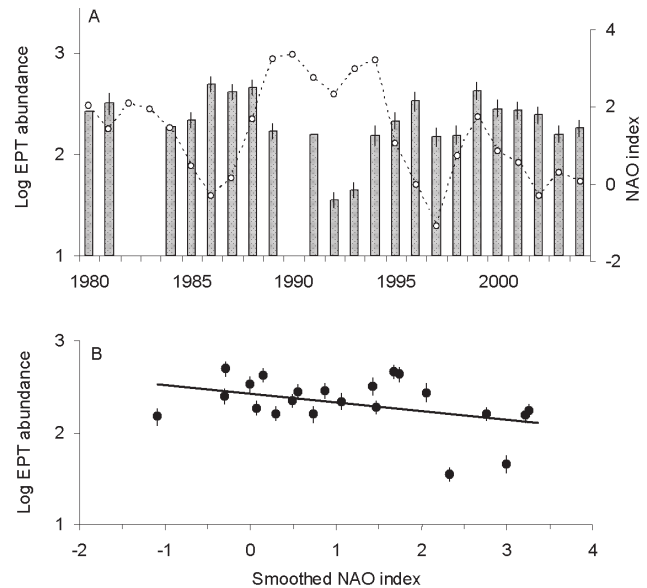 A
4
3
2
Log EPT abundance
2
0
NAO index
1
-2
1980 1985 1990 1995 2000
3
B
Log EPT abundance
2
1
-2 -1 0 1 2 3 4
Smoothed NAO index